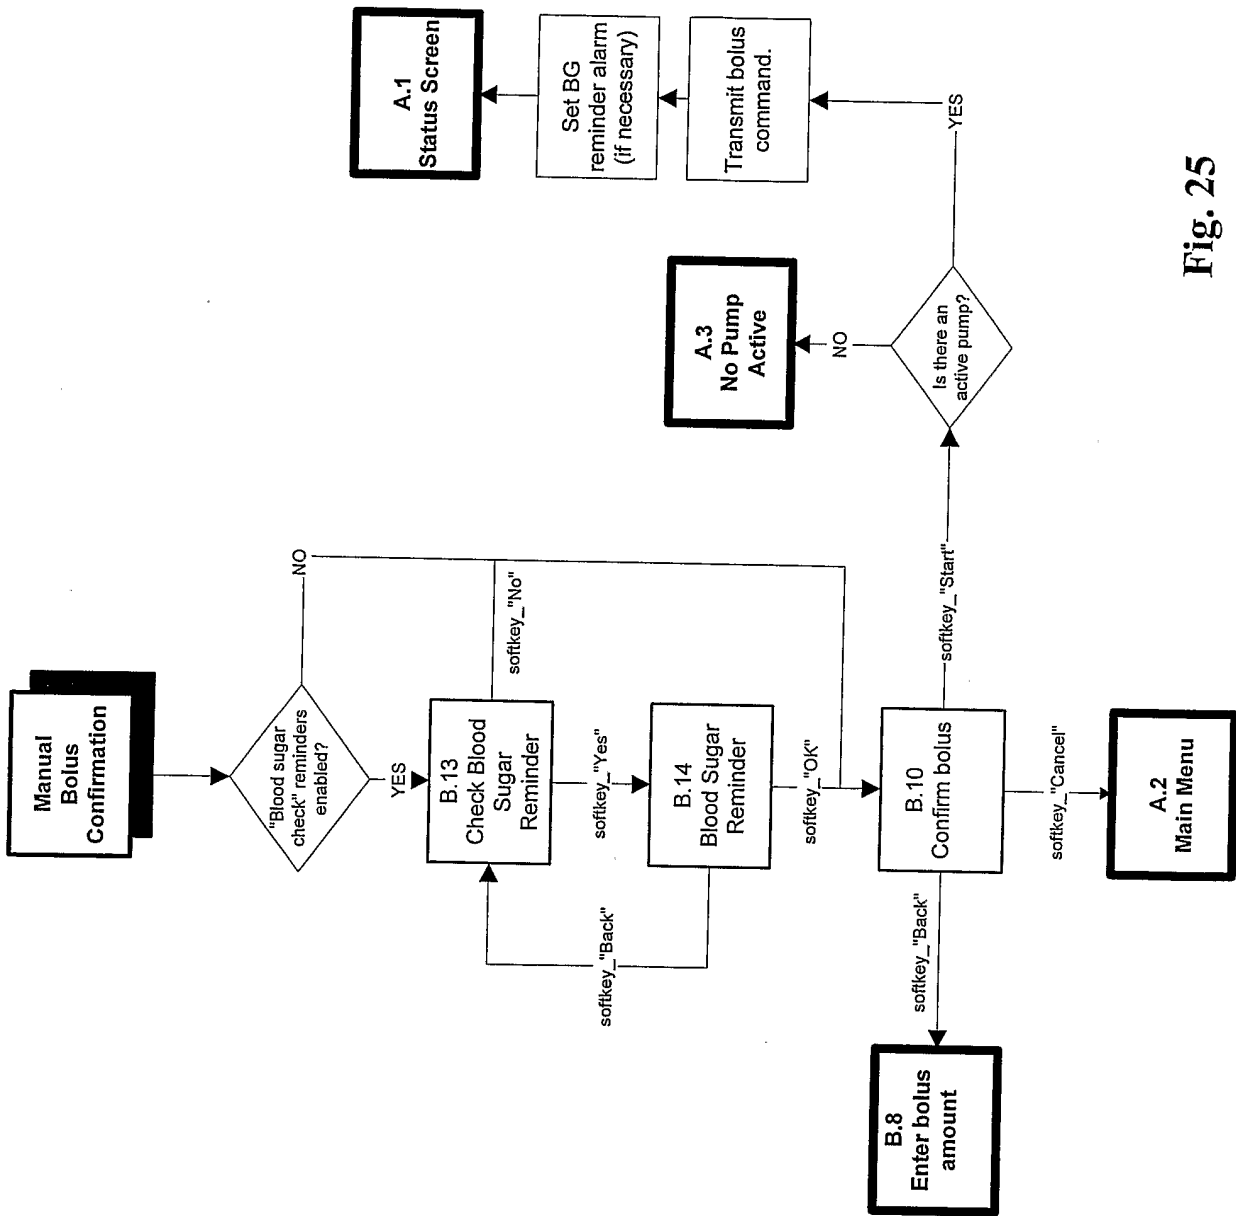 Manual
Bolus
Confirmation
"Blood sugar
check" reminders
enabled?
NO
YES
B.13
Check Blood
Sugar
Reminder
softkey_"No"
softkey_"Yes"
softkey_"Back"
B.14
Blood Sugar
Reminder
softkey_"OK"
B.10
Confirm bolus
softkey_"Back"
B.8
Enter bolus
amount
softkey_"Cancel"
A.2
Main Menu
softkey_"Start"
Is there an
active pump?
NO
A.3
No Pump
Active
YES
Transmit bolus
command.
Set BG
reminder alarm
(if necessary)
A.1
Status Screen
Fig. 25